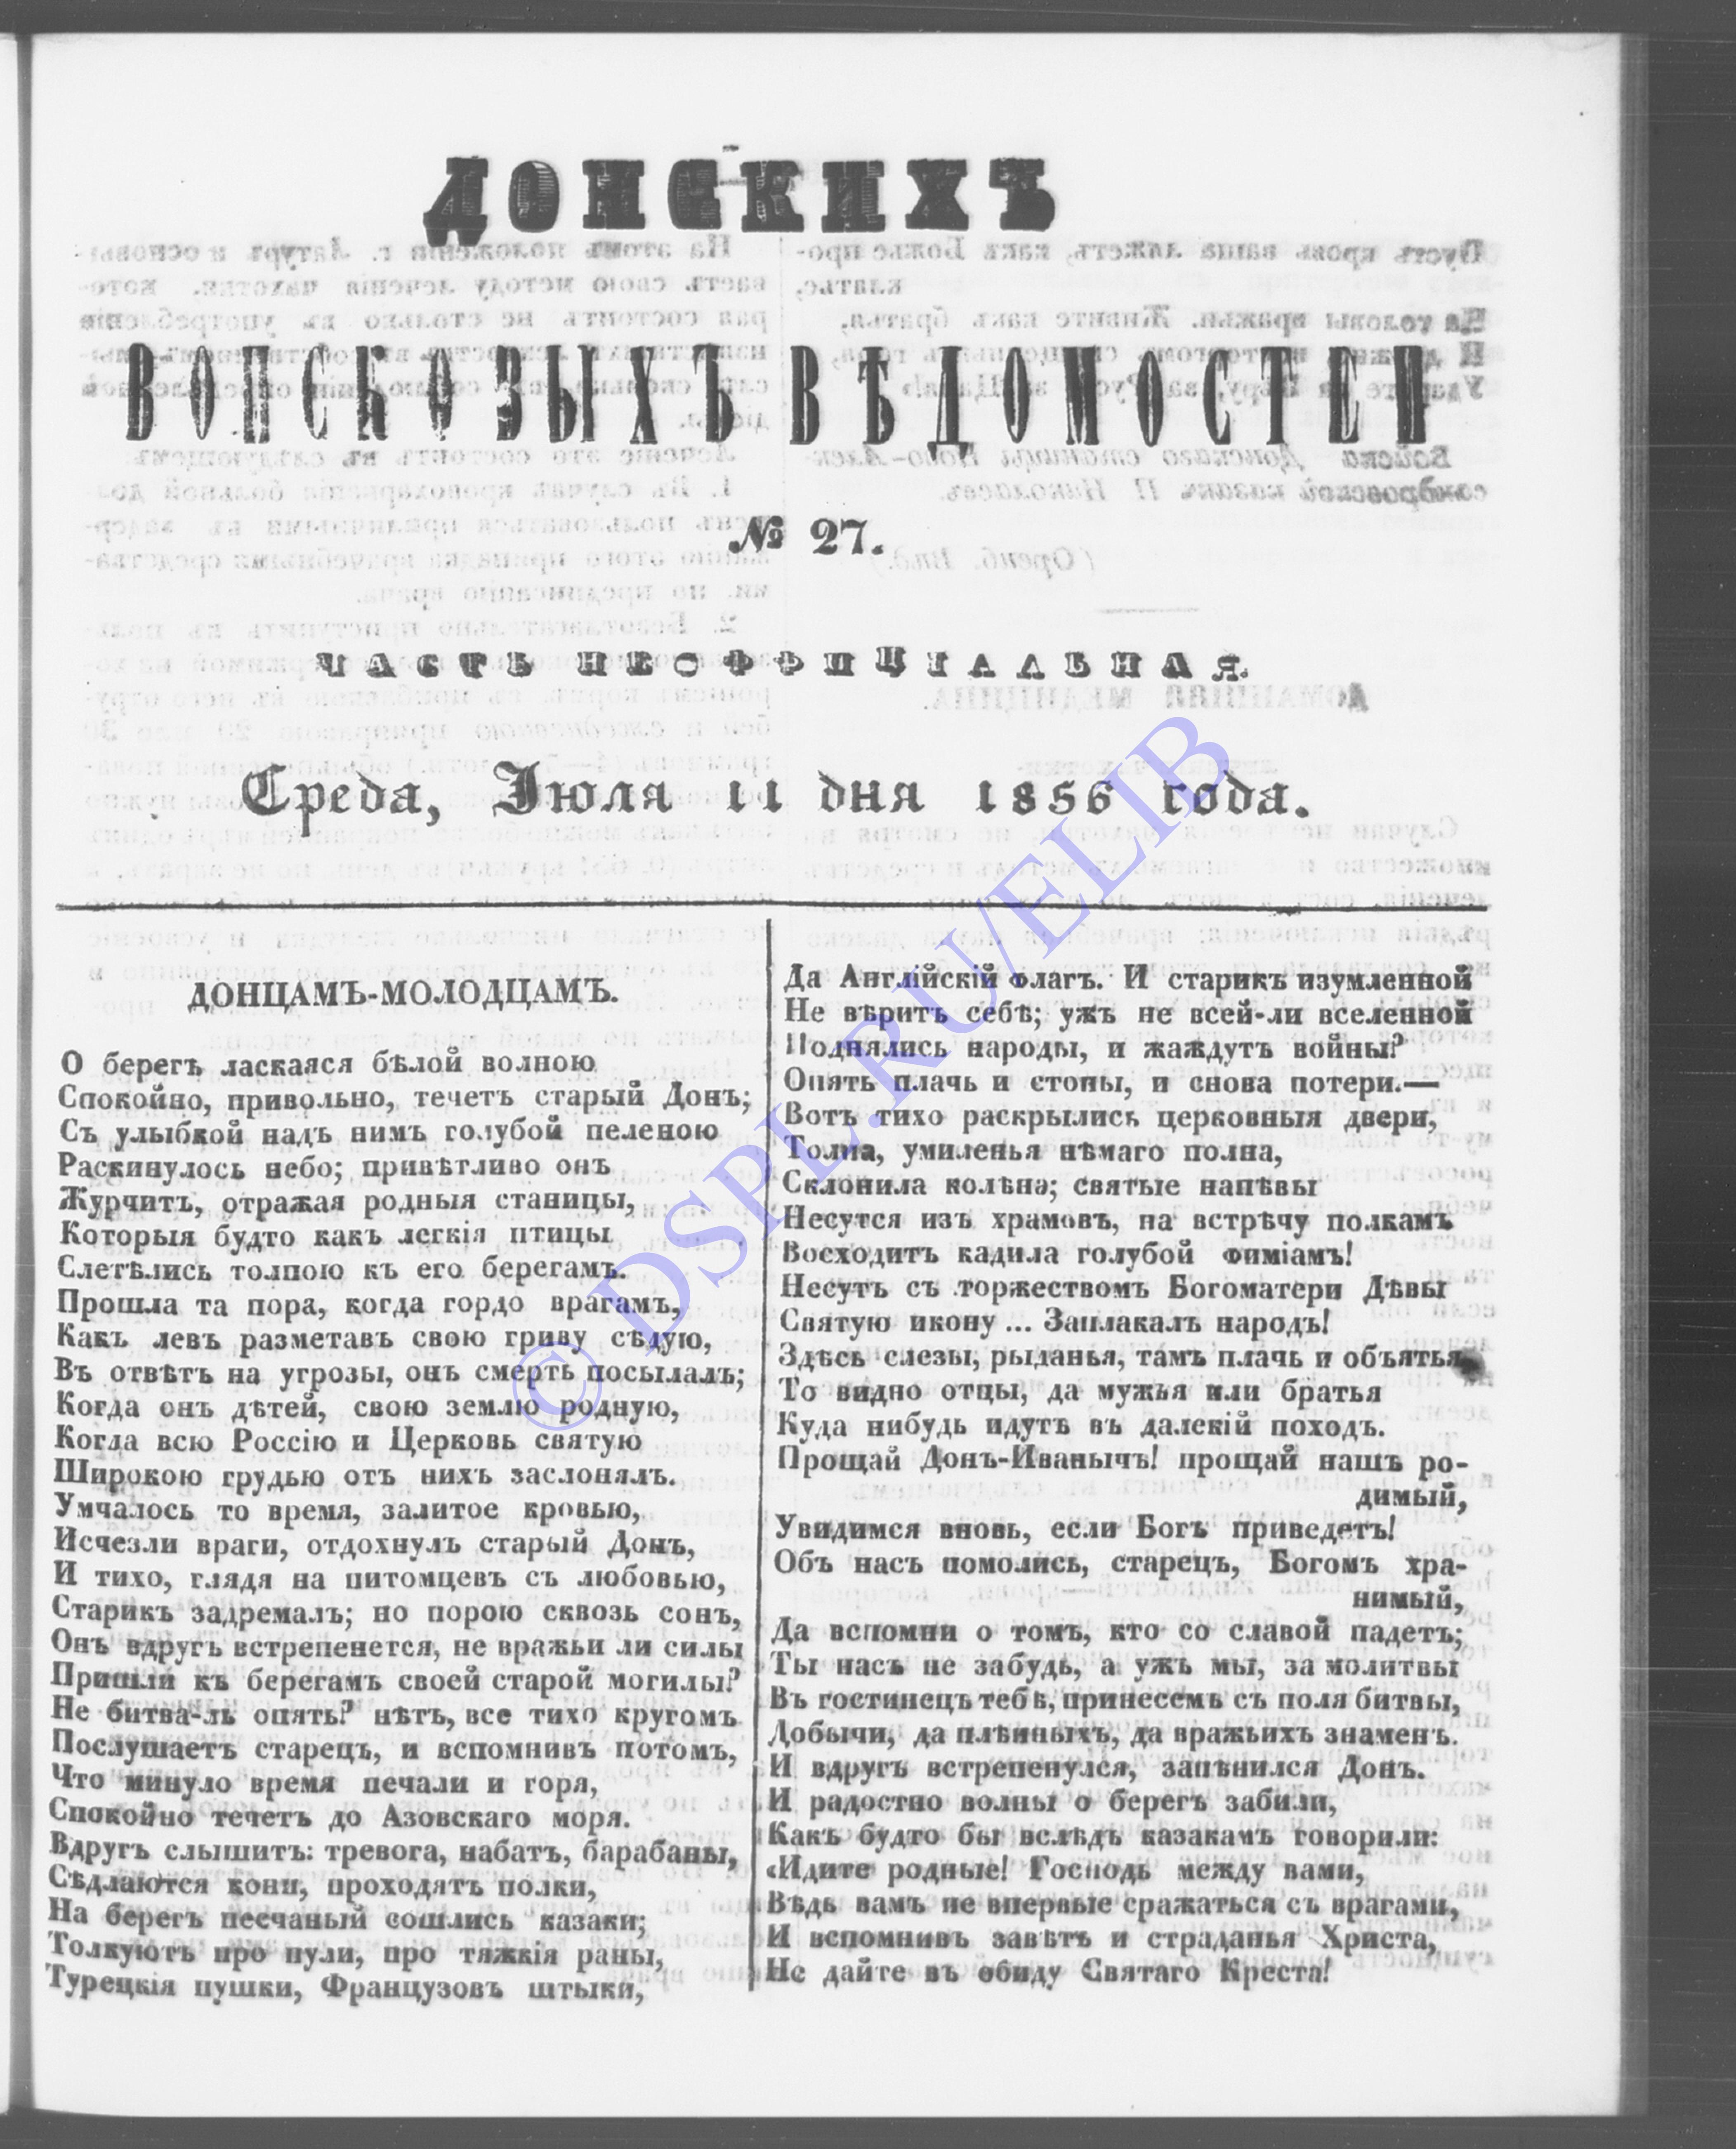 ДОНСКИХЪ
ВОЙСКОВЫХЪ ВѢДОМОСТЕЙ
№ 27.
ЧАСТЬ НЕОФФИЦІАЛЬНАЯ.
Среда, Іюля 11 дня 1856 года.
ДОНЦАМЪ-МОЛОДЦАМЪ.
О берегъ ласкаяся бѣлой волною
Спокойно, привольно, течетъ старый Донъ;
Съ улыбкой надъ нимъ голубой пеленою
Раскинулось небо; привѣтливо онъ
Журчитъ, отражая родныя станицы,
Которыя будто какъ легкія птицы
Слетѣлись толпою къ его берегамъ.
Прошла та пора, когда гордо врагамъ,
Какъ левъ разметавъ свою гриву сѣдую,
Въ отвѣтъ на угрозы, онъ смерть посылалъ;
Когда онъ дѣтей, свою землю родную,
Когда всю Россію и Церковь святую
Широкою грудью отъ нихъ заслонялъ.
Умчалось то время, залитое кровью,
Исчезли враги, отдохнулъ старый Донъ,
И тихо, глядя на питомцевъ съ любовью,
Старикъ задремалъ; но порою сквозь сонъ,
Онъ вдругъ встрепенется, не вражьи ли силы
Пришли къ берегамъ своей старой могилы?
Не битва-ль опять? нѣтъ, все тихо кругомъ
Послушаетъ старецъ, и вспомнивъ потомъ,
Что минуло время печали и горя,
Спокойно течетъ до Азовскаго моря.
Вдругъ слышитъ: тревога, набатъ, барабаны,
Сѣдлаются кони, проходятъ полки,
На берегъ песчаный сошлись казаки;
Толкуютъ про пули, про тяжкія раны,
Турецкія пушки, Французовъ штыки,
Да Англійскій флагъ. И старикъ изумленной
Не вѣритъ себѣ; ужъ не всей-ли вселенной
Поднялись народы, и жаждутъ войны?
Опять плачь и стоны, и снова потери.—
Вотъ тихо раскрылись церковныя двери,
Толпа, умиленья нѣмаго полна,
Склонила колѣна; святые напѣвы
Несутся изъ храмовъ, на встрѣчу полкамъ
Восходитъ кадила голубой фиміамъ!
Несутъ съ торжествомъ Богоматери Дѣвы
Святую икону ... Заплакалъ народъ!
Здѣсь слезы, рыданья, тамъ плачь и объятья,
То видно отцы, да мужья или братья
Куда нибудь идутъ въ далекій походъ.
Прощай Донъ-Иванычъ! прощай нашъ ро-
димый,
Увидимся вновь, если Богъ приведетъ!
Объ насъ помолись, старецъ, Богомъ хра-
нимый,
Да вспомни о томъ, кто со славой падетъ;
Ты насъ не забудь, а ужъ мы, за молитвы
Въ гостинецъ тебѣ, принесемъ съ поля битвы,
Добычи, да плѣнныхъ, да вражьихъ знаменъ.
И вдругъ встрепенулся, запѣнился Донъ.
И радостно волны о берегъ забили,
Какъ будто бы вслѣдъ казакамъ говорили:
«Идите родные! Господь между вами,
Вѣдь вамъ не впервые сражаться съ врагами,
И вспомнивъ завѣтъ и страданья Христа,
Не дайте въ обиду Святаго Креста!
© DSPL.RU/ELIB